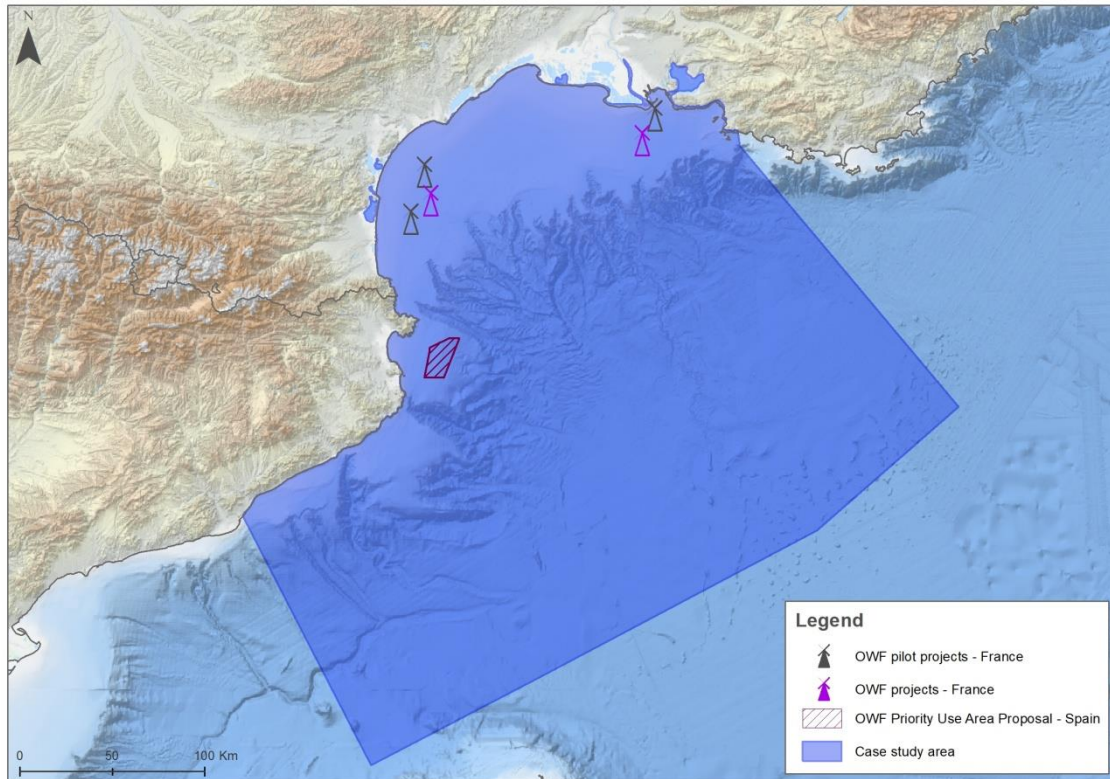 N
Legend
OWF pilot projects - France
OWF projects - France
OWF Priority Use Area Proposal - Spain
Case study area
0 50 100 Km